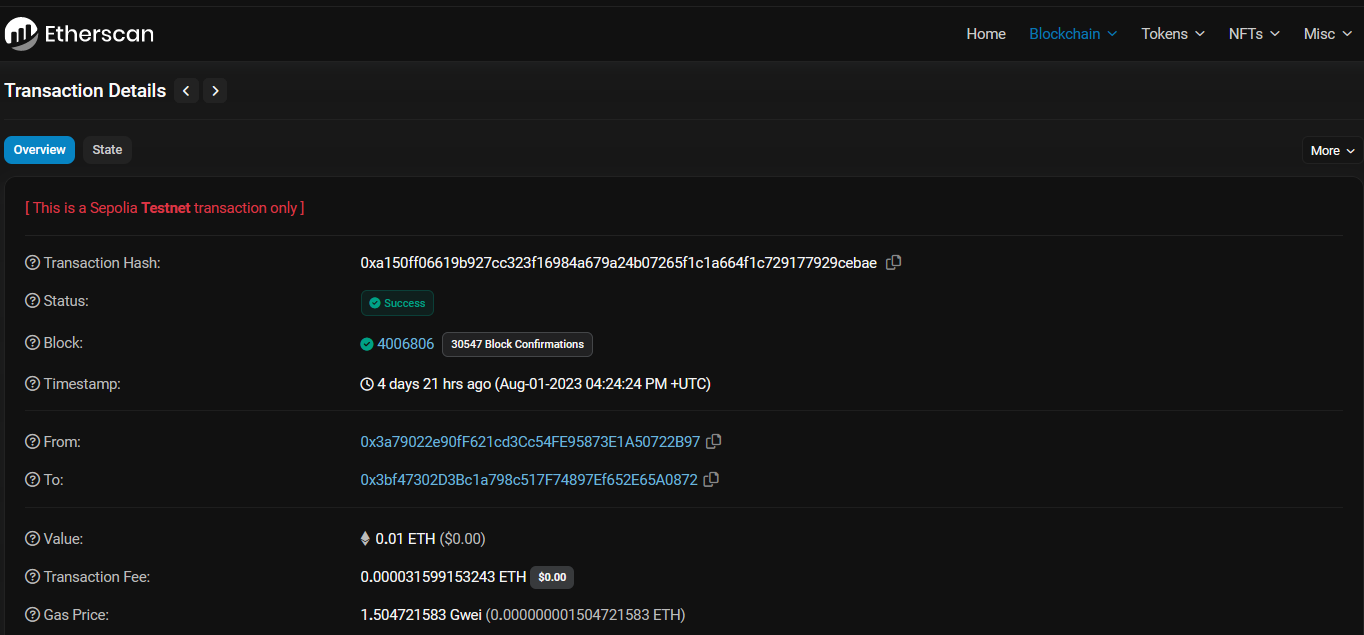 Etherscan
Home Blockchain Tokens NFTs Misc
Transaction Details
Overview State
More
[ This is a Sepolia Testnet transaction only ]
Transaction Hash: 0xa150ff06619b927cc323f16984a679a24b07265f1c1a664f1c729177929cebae
Status: Success
Block: 4006806 30547 Block Confirmations
Timestamp: 4 days 21 hrs ago (Aug-01-2023 04:24:24 PM +UTC)
From: 0x3a79022e90fF621cd3Cc54FE95873E1A50722B97
To: 0x3bf47302D3Bc1a798c517F74897Ef652E65A0872
Value: 0.01 ETH ($0.00)
Transaction Fee: 0.000031599153243 ETH $0.00
Gas Price: 1.504721583 Gwei (0.000000001504721583 ETH)